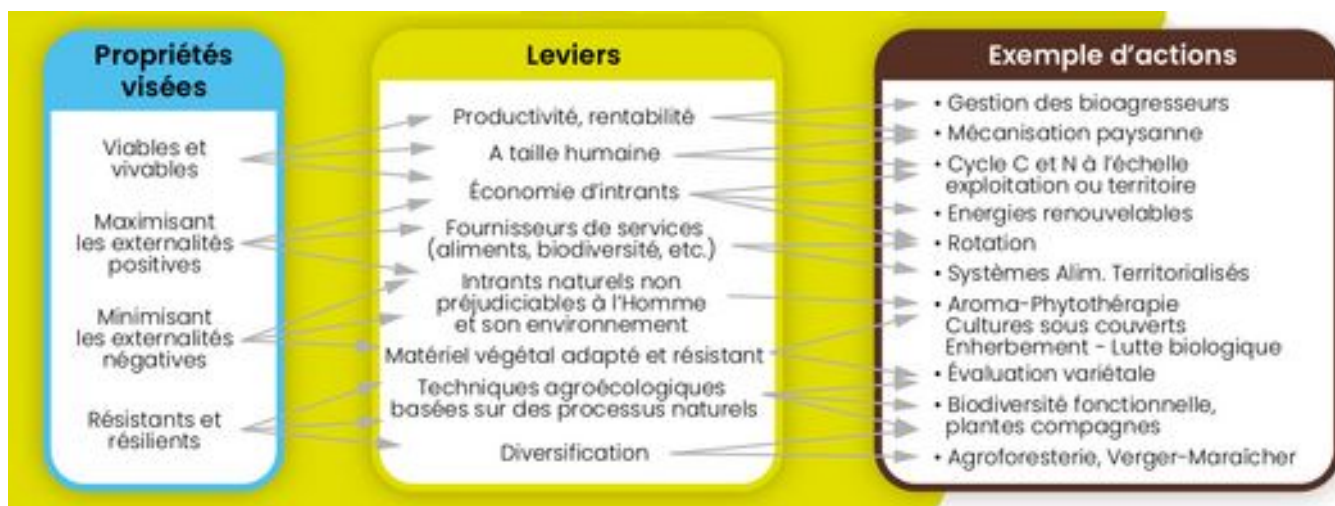 Propriétés
visées
Viables et
vivables
Maximisant
les externalités
positives
Minimisant
les externalités
négatives
Résistants et
résilients
Leviers
Productivité, rentabilité
A taille humaine
Économie d'intrants
Fournisseurs de services
(aliments, biodiversité, etc.)
Intrants naturels non
préjudiciables à l'Homme
et son environnement
Matériel végétal adapté et résistant
Techniques agroécologiques
basées sur des processus naturels
Diversification
Exemple d'actions
• Gestion des bioagresseurs
• Mécanisation paysanne
• Cycle C et N à l'échelle
exploitation ou territoire
• Energies renouvelables
• Rotation
• Systèmes Alim. Territorialisés
• Aroma-Phytothérapie
Cultures sous couverts
Enherbement - Lutte biologique
• Évaluation variétale
• Biodiversité fonctionnelle,
plantes compagnes
• Agroforesterie, Verger-Maraîcher